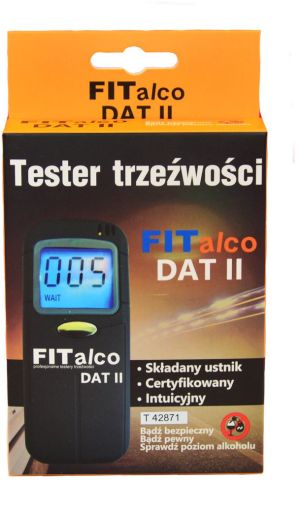 FITalco
DAT II
Tester trzeźwości
FITalco
DAT II
005
WAIT
FITalco
profesjonalne testery trzeźwości
DAT II
• Składany ustnik
• Certyfikowany
• Intuicyjny
T 42871
Bądź bezpieczny
Bądź pewny
Sprawdź poziom alkoholu